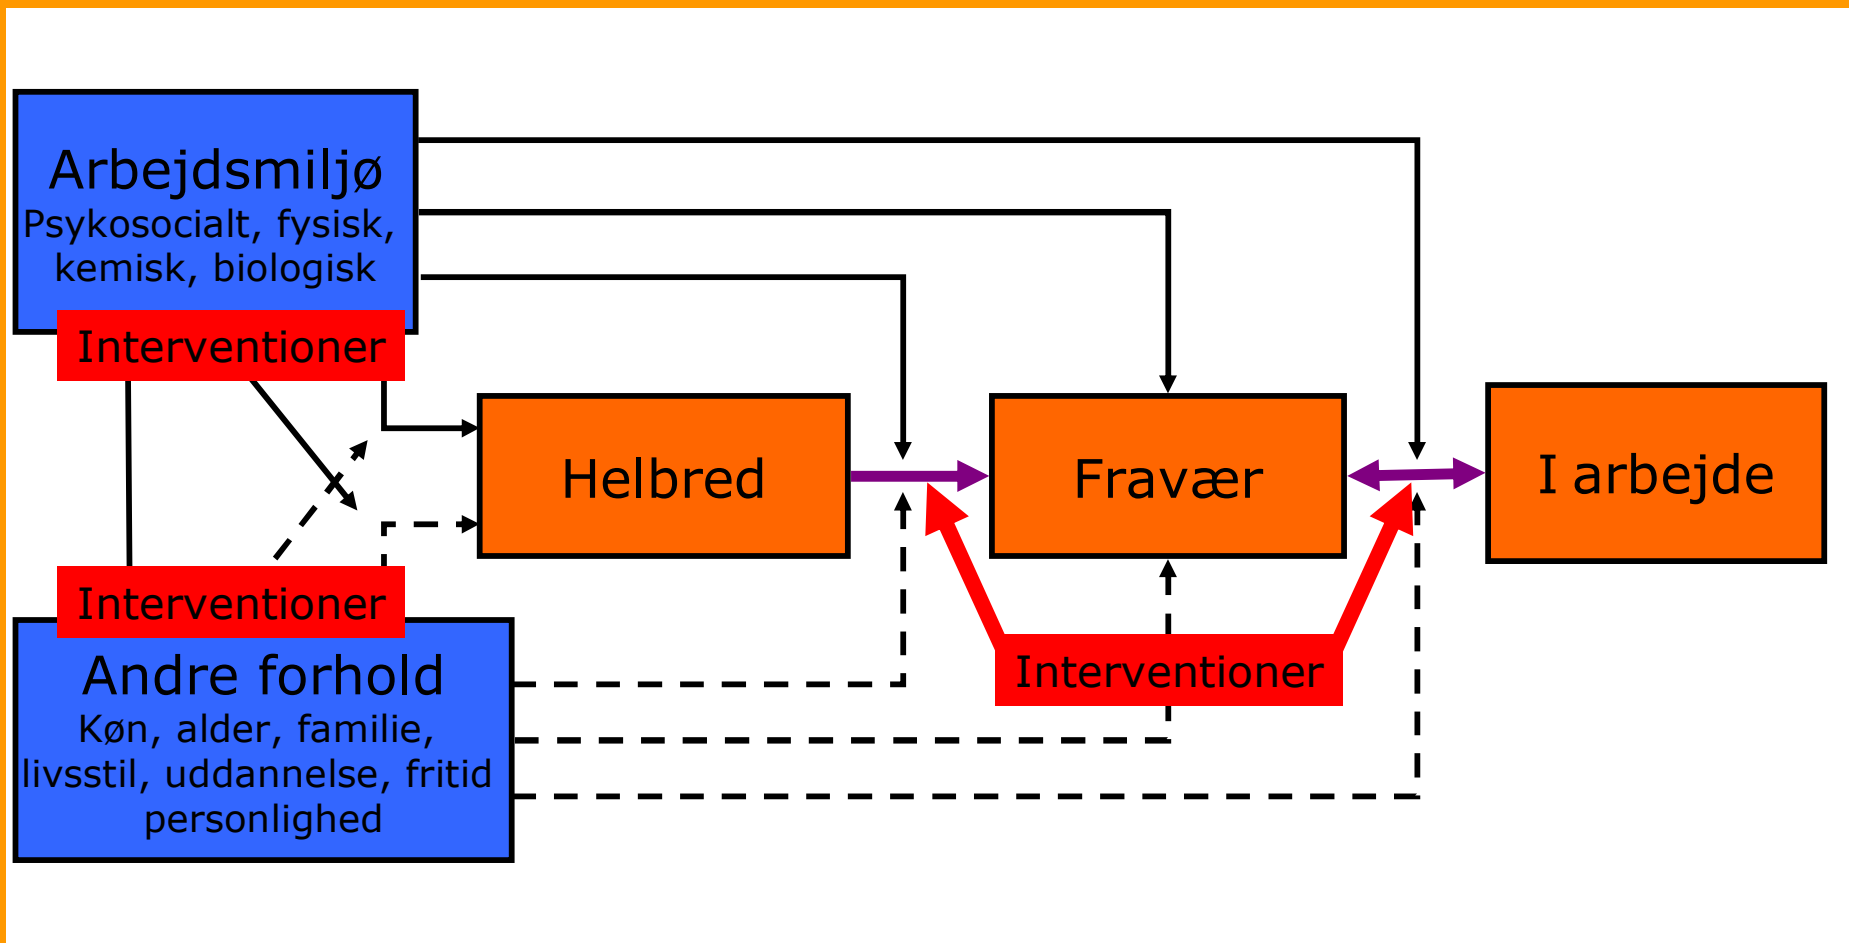 Arbejdsmiljø
Psykosocialt, fysisk,
kemisk, biologisk
Interventioner
Helbred
Fravær
I arbejde
Interventioner
Andre forhold
Køn, alder, familie,
livsstil, uddannelse, fritid
personlighed
Interventioner